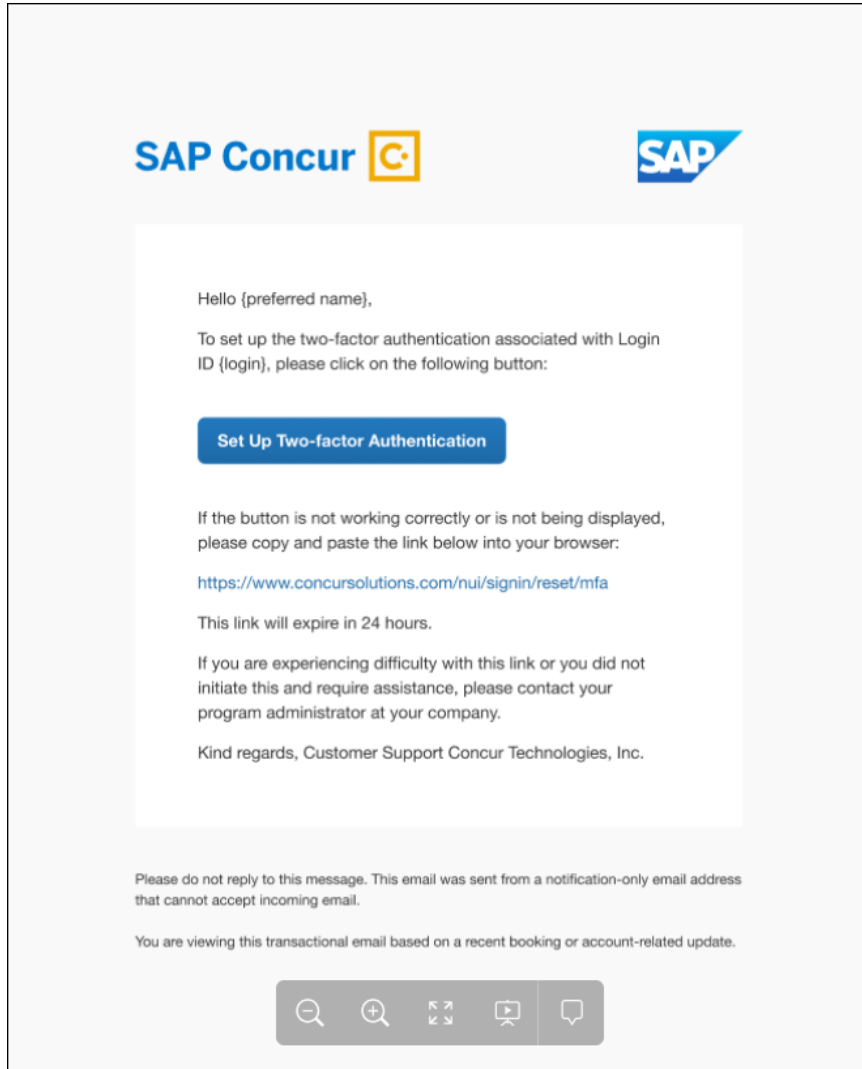 SAP Concur C
SAP
Hello {preferred name},
To set up the two-factor authentication associated with Login
ID {login}, please click on the following button:
Set Up Two-factor Authentication
If the button is not working correctly or is not being displayed,
please copy and paste the link below into your browser:
https://www.concursolutions.com/nui/signin/reset/mfa
This link will expire in 24 hours.
If you are experiencing difficulty with this link or you did not
initiate this and require assistance, please contact your
program administrator at your company.
Kind regards, Customer Support Concur Technologies, Inc.
Please do not reply to this message. This email was sent from a notification-only email address
that cannot accept incoming email.
You are viewing this transactional email based on a recent booking or account-related update.